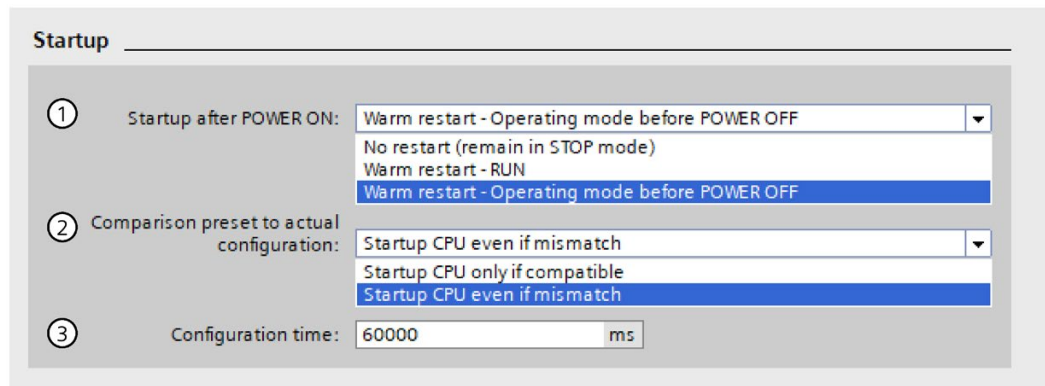 Startup
① Startup after POWER ON: Warm restart - Operating mode before POWER OFF
No restart (remain in STOP mode)
Warm restart - RUN
Warm restart - Operating mode before POWER OFF
② Comparison preset to actual
configuration: Startup CPU even if mismatch
Startup CPU only if compatible
Startup CPU even if mismatch
③ Configuration time: 60000 ms